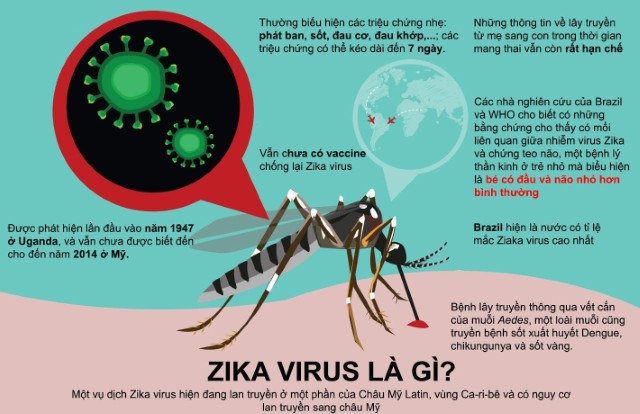 Thường biểu hiện các triệu chứng nhẹ:
phát ban, sốt, đau cơ, đau khớp,...; các
triệu chứng có thể kéo dài đến 7 ngày.
Những thông tin về lây truyền
từ mẹ sang con trong thời gian
mang thai vẫn còn rất hạn chế
Các nhà nghiên cứu của Brazil
và WHO cho biết có những
bằng chứng cho thấy có mối
liên quan giữa nhiễm virus Zika
và chứng teo não, một bệnh lý
thần kinh ở trẻ nhỏ mà biểu hiện
là bé có đầu và não nhỏ hơn
bình thường
Vẫn chưa có vaccine
chống lại Zika virus
Được phát hiện lần đầu vào năm 1947
ở Uganda, và vẫn chưa được biết đến
cho đến năm 2014 ở Mỹ.
Brazil hiện là nước có tỉ lệ
mắc Ziaka virus cao nhất
Bệnh lây truyền thông qua vết cắn
của muỗi Aedes, một loài muỗi cũng
truyền bệnh sốt xuất huyết Dengue,
chikungunya và sốt vàng.
ZIKA VIRUS LÀ GÌ?
Một vụ dịch Zika virus hiện đang lan truyền ở một phần của Châu Mỹ Latin, vùng Ca-ri-bê và có nguy cơ
lan truyền sang châu Mỹ